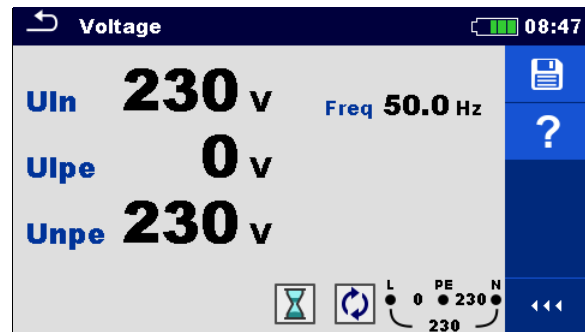 Voltage 08:47
Uln 230 V Freq 50.0 Hz
?
Ulpe 0 V
Unpe 230 V
L PE N
0 230
230